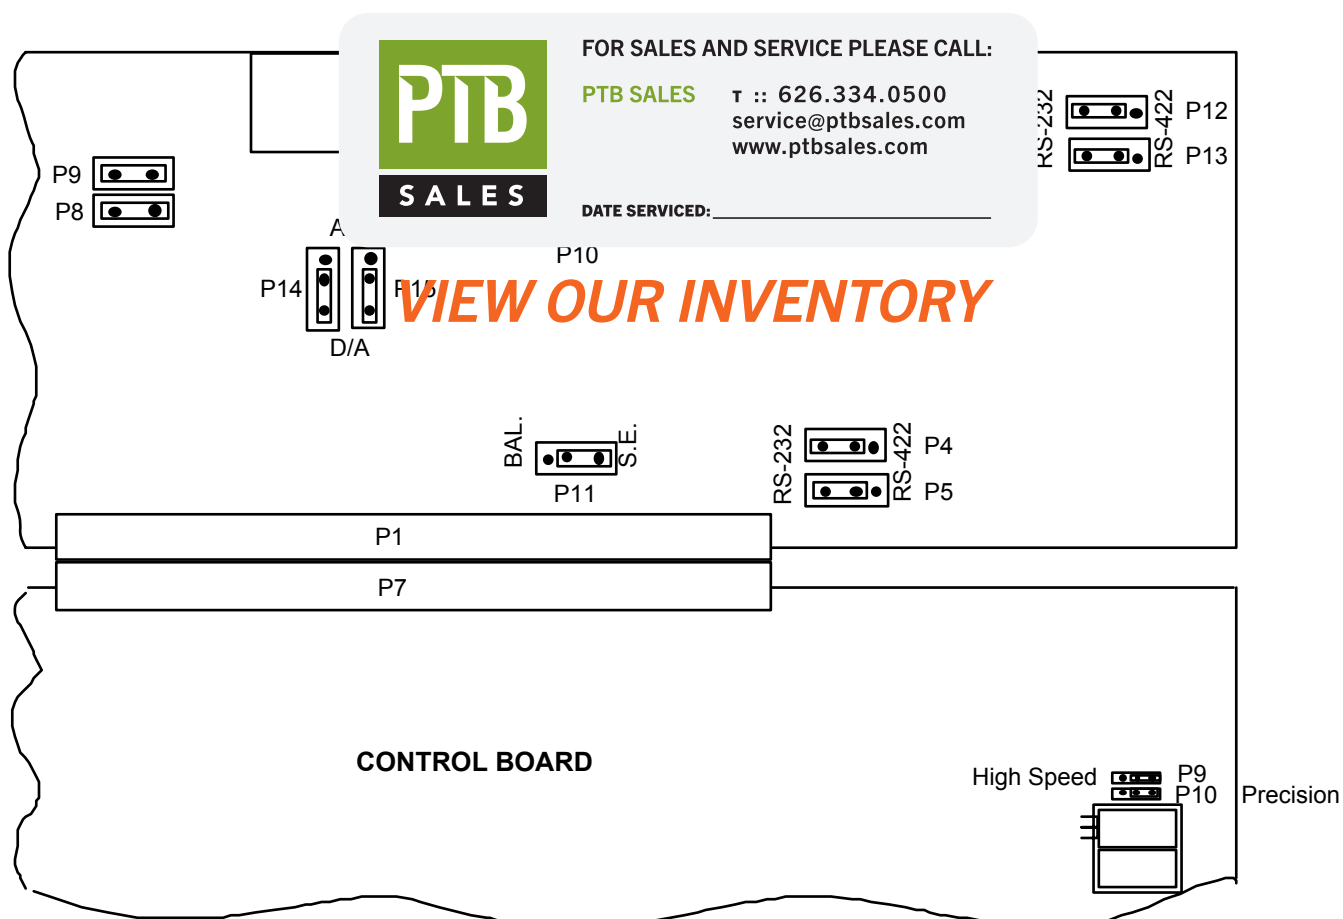 FOR SALES AND SERVICE PLEASE CALL:
PTB
SALES
PTB SALES T :: 626.334.0500
service@ptbsales.com
www.ptbsales.com
DATE SERVICED:
RS-232 RS-422 P12
P13
P9
P8
A
P10
P14 P15
VIEW OUR INVENTORY
D/A
BAL. S.E.
P11
RS-232 RS-422 P4
P5
P1
P7
CONTROL BOARD
High Speed P9
P10 Precision